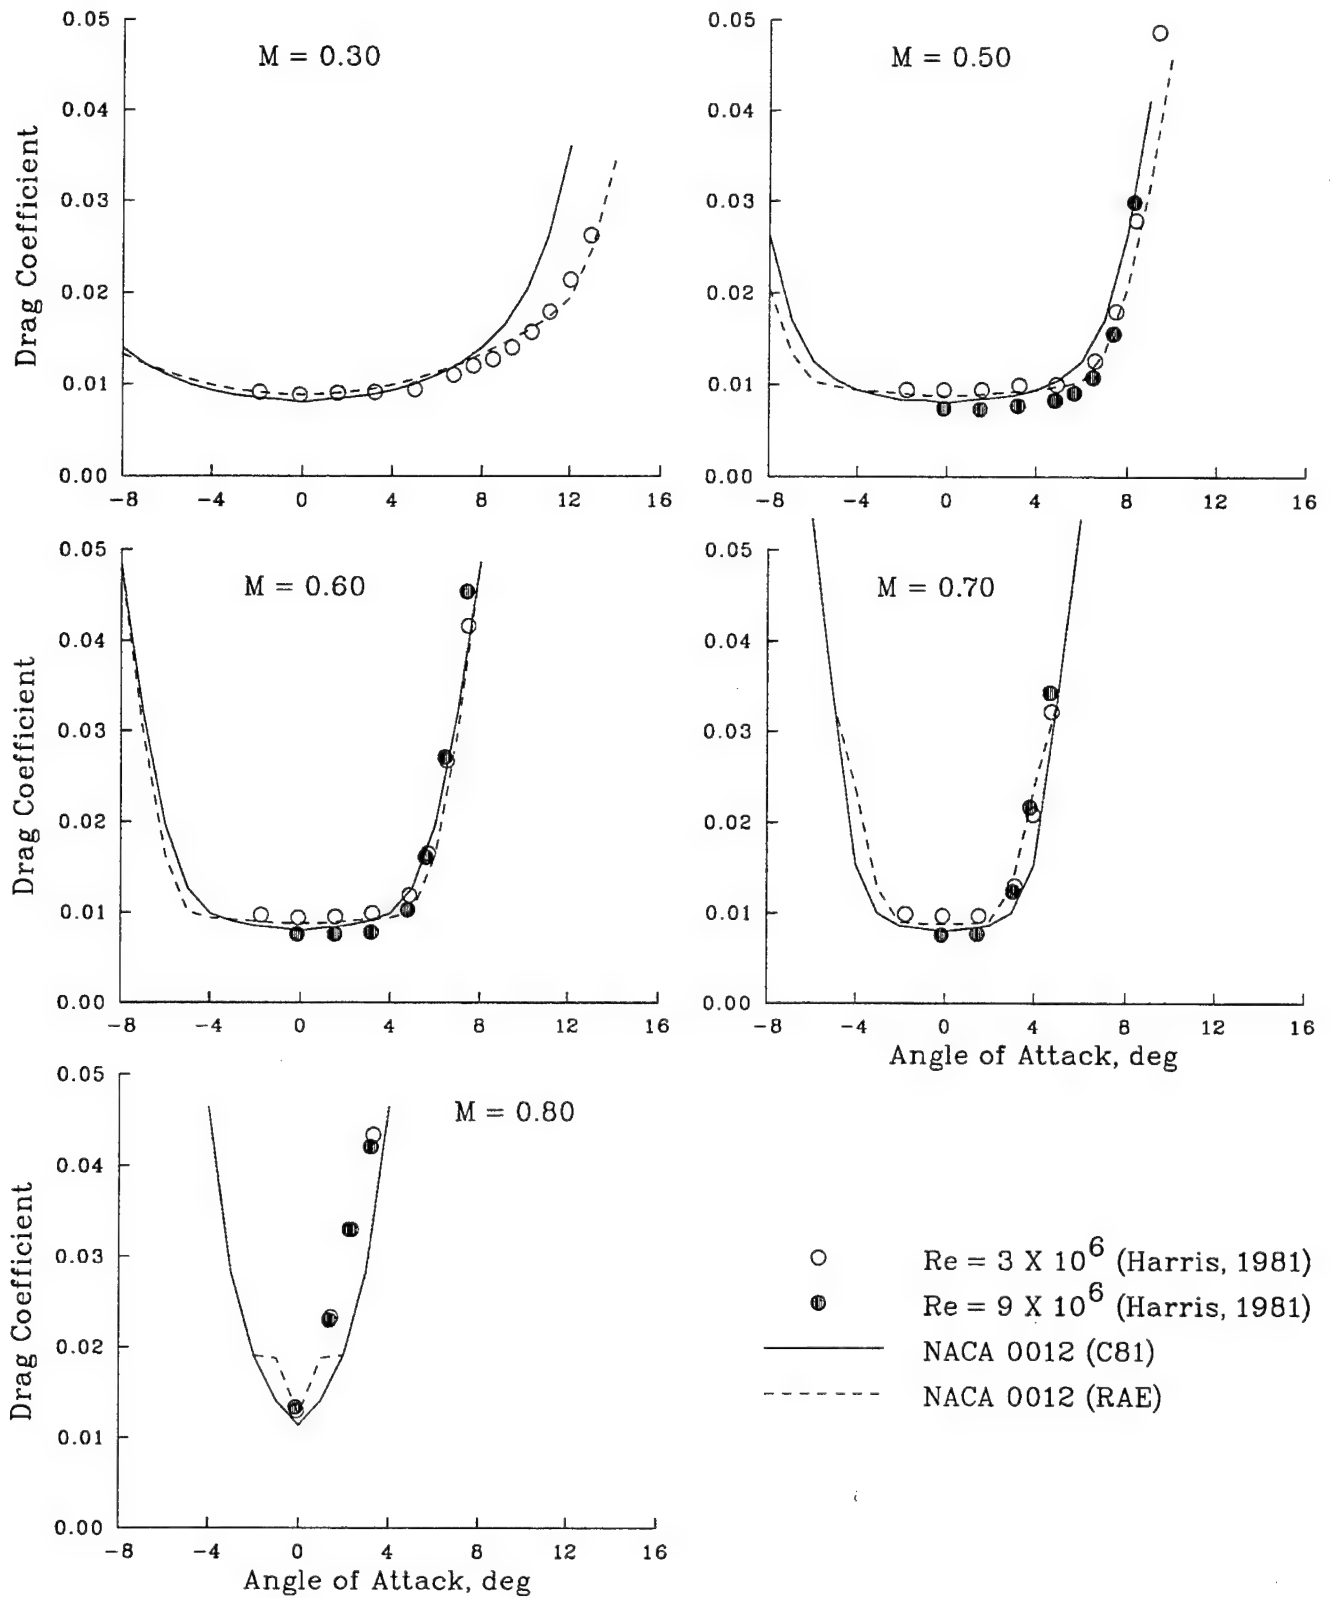 0.05
0.04
0.03
0.02
0.01
0.00
Drag Coefficient
M = 0.30
-8 -4 0 4 8 12 16
0.05
0.04
0.03
0.02
0.01
0.00
M = 0.50
-8 -4 0 4 8 12 16
0.05
0.04
0.03
0.02
0.01
0.00
Drag Coefficient
M = 0.60
-8 -4 0 4 8 12 16
0.05
0.04
0.03
0.02
0.01
0.00
M = 0.70
-8 -4 0 4 8 12 16
Angle of Attack, deg
0.05
0.04
0.03
0.02
0.01
0.00
Drag Coefficient
M = 0.80
-8 -4 0 4 8 12 16
Angle of Attack, deg
Re = 3 X 10^6 (Harris, 1981)
Re = 9 X 10^6 (Harris, 1981)
NACA 0012 (C81)
NACA 0012 (RAE)